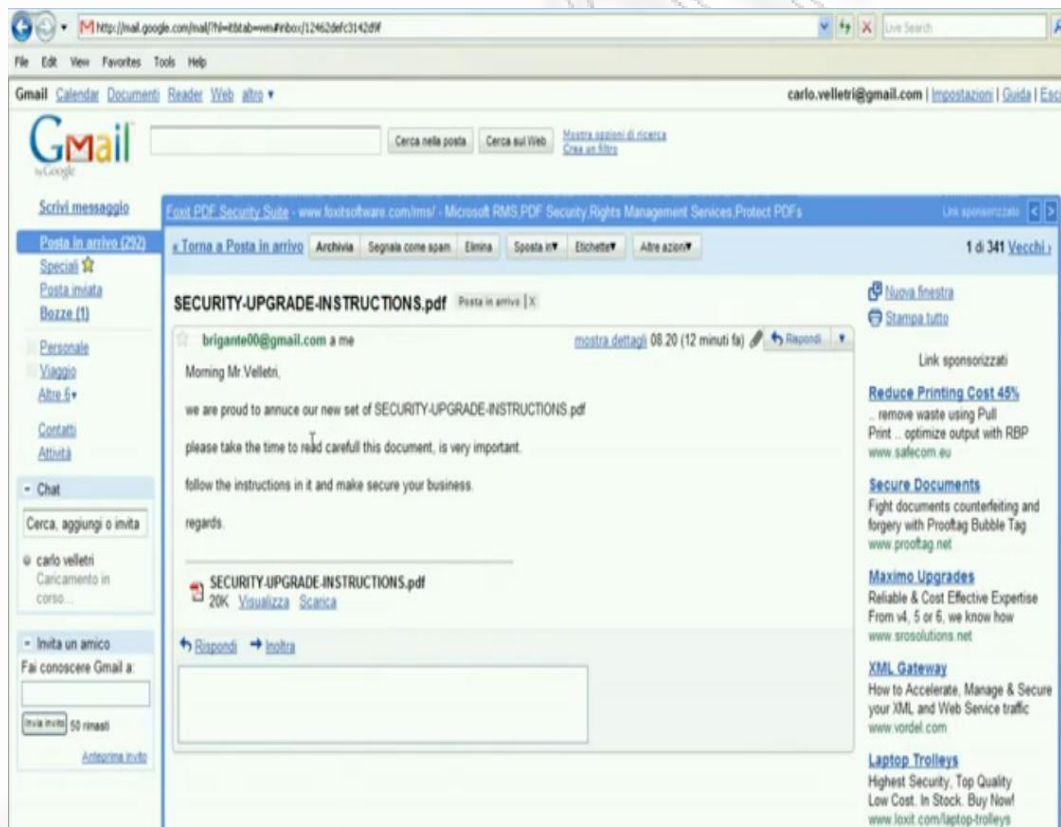 http://mail.google.com/mail/?hl=it&tab=wm#inbox/12462defc3142d9f
Live Search
File Edit View Favorites Tools Help
Gmail Calendar Documenti Reader Web altro ▼
carlo.velletri@gmail.com | Impostazioni | Guida | Esci
Gmail
by Google
Cerca nella posta
Cerca sul Web
Mostra opzioni di ricerca
Crea un filtro
Scrivi messaggio
Posta in arrivo (292)
Speciali
Posta inviata
Bozze (1)
Personale
Viaggio
Altre 6▼
Contatti
Attività
- Chat
Cerca, aggiungi o invita
carlo velletri
Caricamento in
corso...
- Invita un amico
Fai conoscere Gmail a:
Invia invito 50 rimasti
Anteprima invito
Foxit PDF Security Suite - www.foxitsoftware.com/rms/ - Microsoft RMS,PDF Security,Rights Management Services,Protect PDFs
Link sponsorizzato < >
« Torna a Posta in arrivo Archivia Segnala come spam Elimina Sposta in▼ Etichette▼ Altre azioni▼
1 di 341 Vecchi ›
SECURITY-UPGRADE-INSTRUCTIONS.pdf Posta in arrivo | X
brigante00@gmail.com a me
mostra dettagli 08.20 (12 minuti fa) Rispondi ▼
Morning Mr.Velletri,
we are proud to annuce our new set of SECURITY-UPGRADE-INSTRUCTIONS.pdf
please take the time to read carefull this document, is very important.
follow the instructions in it and make secure your business.
regards.
SECURITY-UPGRADE-INSTRUCTIONS.pdf
20K Visualizza Scarica
Rispondi Inoltra
Nuova finestra
Stampa tutto
Link sponsorizzati
Reduce Printing Cost 45%
.. remove waste using Pull
Print .. optimize output with RBP
www.safecom.eu
Secure Documents
Fight documents counterfeiting and
forgery with Prooftag Bubble Tag
www.prooftag.net
Maximo Upgrades
Reliable & Cost Effective Expertise
From v4, 5 or 6, we know how
www.srosolutions.net
XML Gateway
How to Accelerate, Manage & Secure
your XML and Web Service traffic
www.vordel.com
Laptop Trolleys
Highest Security, Top Quality
Low Cost. In Stock. Buy Now!
www.loxit.com/laptop-trolleys